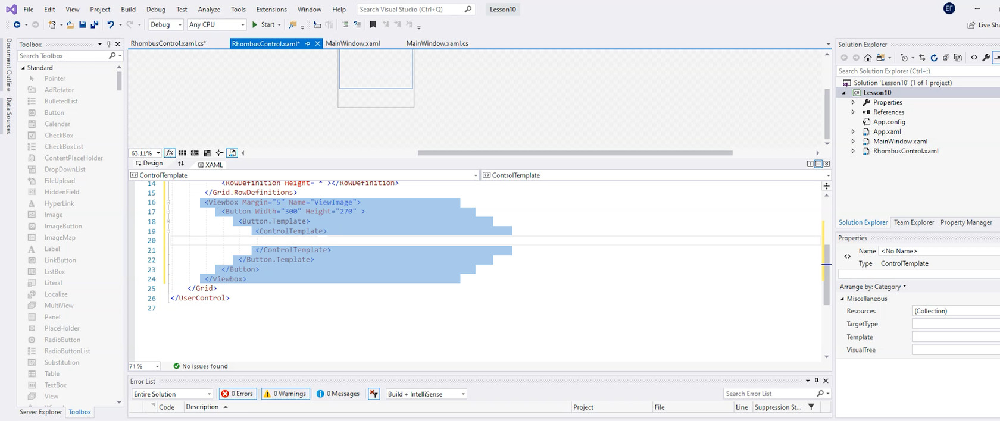 File Edit View Project Build Debug Test Analyze Tools Extensions Window Help Search Visual Studio (Ctrl+Q) Lesson10 ЕГ
Debug Any CPU Start Live Sha
Document Outline
Data Sources
Toolbox
Search Toolbox
Standard
Pointer
AdRotator
BulletedList
Button
Calendar
CheckBox
CheckBoxList
ContentPlaceHolder
DropDownList
FileUpload
HiddenField
HyperLink
Image
ImageButton
ImageMap
Label
LinkButton
ListBox
Literal
Localize
MultiView
Panel
PlaceHolder
RadioButton
RadioButtonList
Substitution
Table
TextBox
View
Server Explorer Toolbox
RhombusControl.xaml.cs* RhombusControl.xaml* MainWindow.xaml MainWindow.xaml.cs
63.11% fx
Design XAML
ControlTemplate ControlTemplate
14 <RowDefinition Height="*"></RowDefinition>
15 </Grid.RowDefinitions>
16 <Viewbox Margin="5" Name="ViewImage">
17 <Button Width="300" Height="270" >
18 <Button.Template>
19 <ControlTemplate>
20
21 </ControlTemplate>
22 </Button.Template>
23 </Button>
24 </Viewbox>
25 </Grid>
26 </UserControl>
27
71 % No issues found
Error List
Entire Solution 0 Errors 0 Warnings 0 Messages Build + IntelliSense Search Error List
Code Description Project File Line Suppression St...
Solution Explorer
Search Solution Explorer (Ctrl+;)
Solution 'Lesson10' (1 of 1 project)
C# Lesson10
Properties
References
App.config
App.xaml
MainWindow.xaml
RhombusControl.xaml
Solution Explorer Team Explorer Property Manager
Properties
Name <No Name>
Type ControlTemplate
Arrange by: Category
Miscellaneous
Resources (Collection)
TargetType
Template
VisualTree